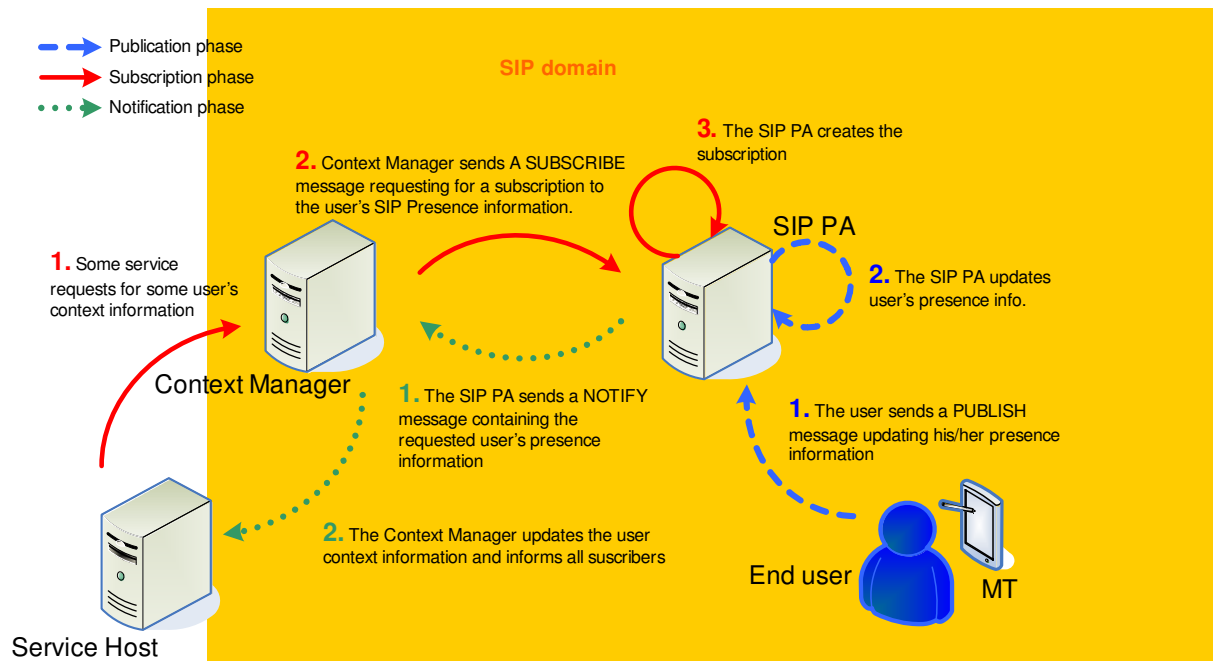 Publication phase
Subscription phase
Notification phase
SIP domain
3. The SIP PA creates the
subscription
2. Context Manager sends A SUBSCRIBE
message requesting for a subscription to
the user's SIP Presence information.
SIP PA
1. Some service
requests for some user's
context information
2. The SIP PA updates
user's presence info.
Context Manager
1. The SIP PA sends a NOTIFY
message containing the
requested user's presence
information
1. The user sends a PUBLISH
message updating his/her presence
information
2. The Context Manager updates the user
context information and informs all suscribers
End user
MT
Service Host